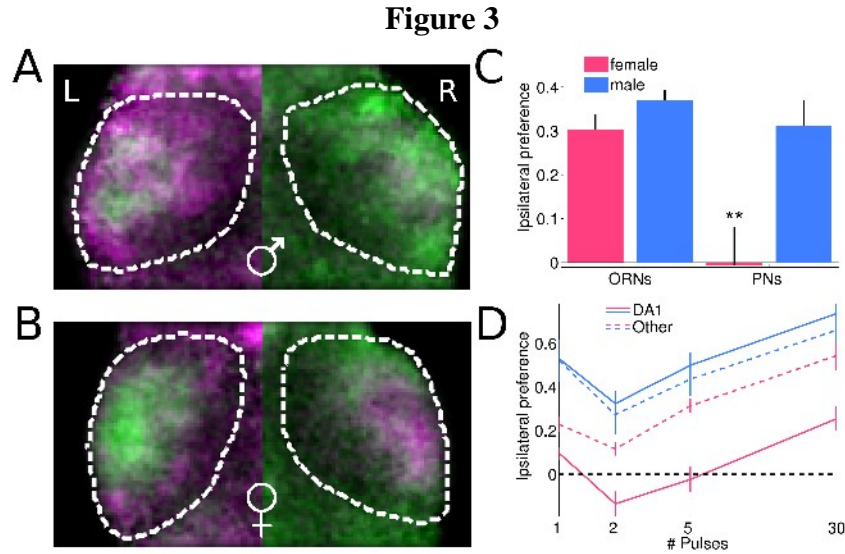 Figure 3
A
L
R
♂
B
♀
C
female
male
Ipsilateral preference
0.4
0.3
0.2
0.1
0
**
ORNs
PNs
D
DA1
Other
Ipsilateral preference
0.6
0.4
0.2
0
1
2
5
30
# Pulses